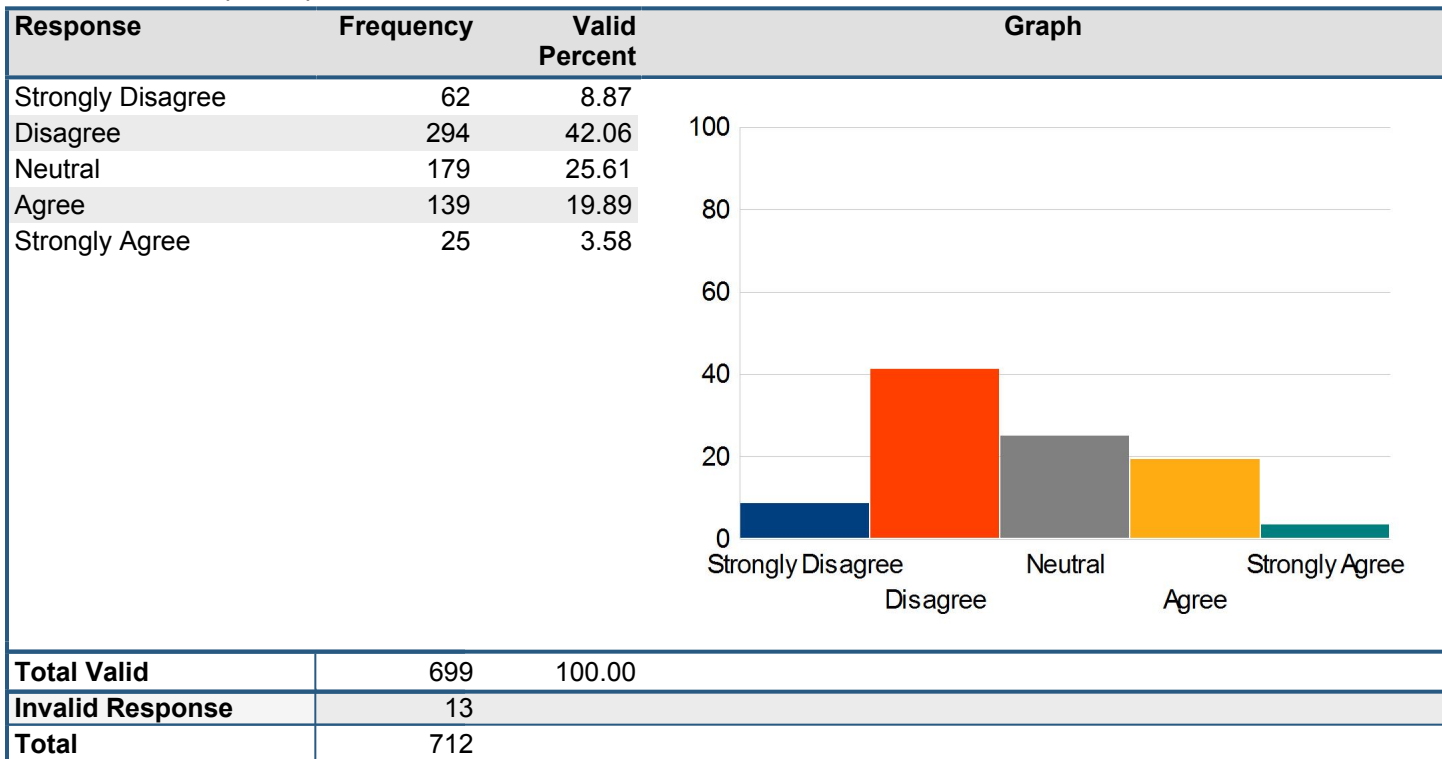 Response Frequency Valid Percent Graph
Strongly Disagree 62 8.87
Disagree 294 42.06
Neutral 179 25.61
Agree 139 19.89
Strongly Agree 25 3.58
100
80
60
40
20
0
Strongly Disagree Neutral Strongly Agree
Disagree Agree
Total Valid 699 100.00
Invalid Response 13
Total 712